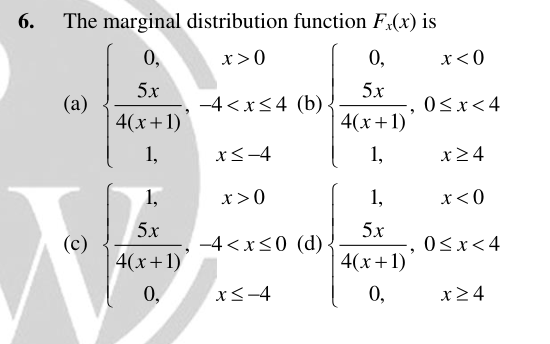 6. The marginal distribution function Fₓ(x) is
(a) { 0, x > 0 (b) { 0, x < 0
5x / 4(x+1), −4 < x ≤ 4 5x / 4(x+1), 0 ≤ x < 4
1, x ≤ −4 1, x ≥ 4
(c) { 1, x > 0 (d) { 1, x < 0
5x / 4(x+1), −4 < x ≤ 0 5x / 4(x+1), 0 ≤ x < 4
0, x ≤ −4 0, x ≥ 4